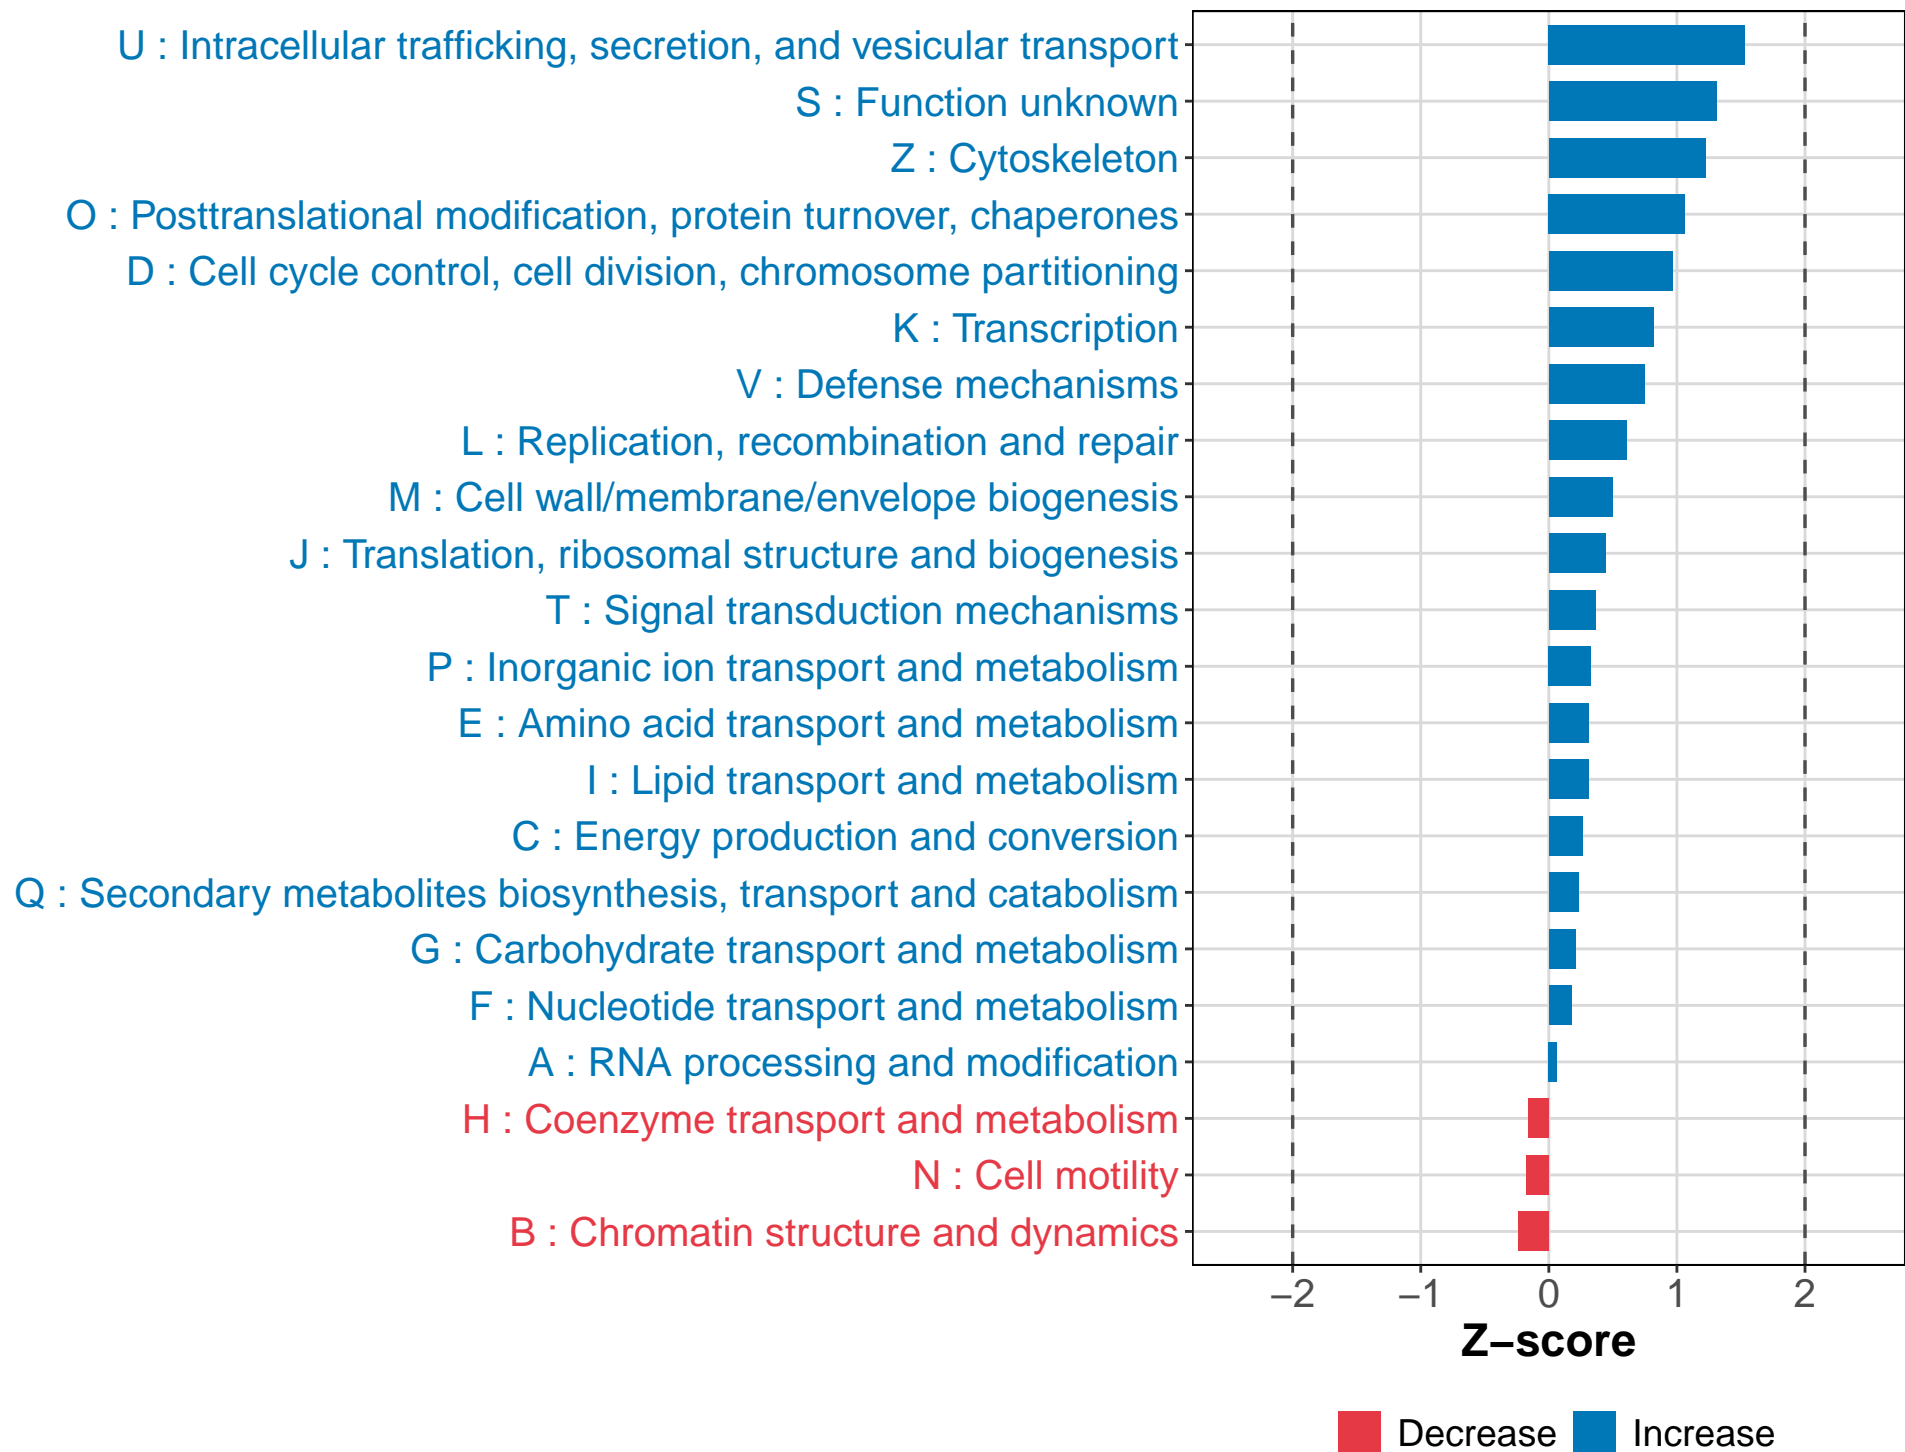 U : Intracellular trafficking, secretion, and vesicular transport
S : Function unknown
Z : Cytoskeleton
O : Posttranslational modification, protein turnover, chaperones
D : Cell cycle control, cell division, chromosome partitioning
K : Transcription
V : Defense mechanisms
L : Replication, recombination and repair
M : Cell wall/membrane/envelope biogenesis
J : Translation, ribosomal structure and biogenesis
T : Signal transduction mechanisms
P : Inorganic ion transport and metabolism
E : Amino acid transport and metabolism
I : Lipid transport and metabolism
C : Energy production and conversion
Q : Secondary metabolites biosynthesis, transport and catabolism
G : Carbohydrate transport and metabolism
F : Nucleotide transport and metabolism
A : RNA processing and modification
H : Coenzyme transport and metabolism
N : Cell motility
B : Chromatin structure and dynamics
−2 −1 0 1 2
Z−score
Decrease Increase